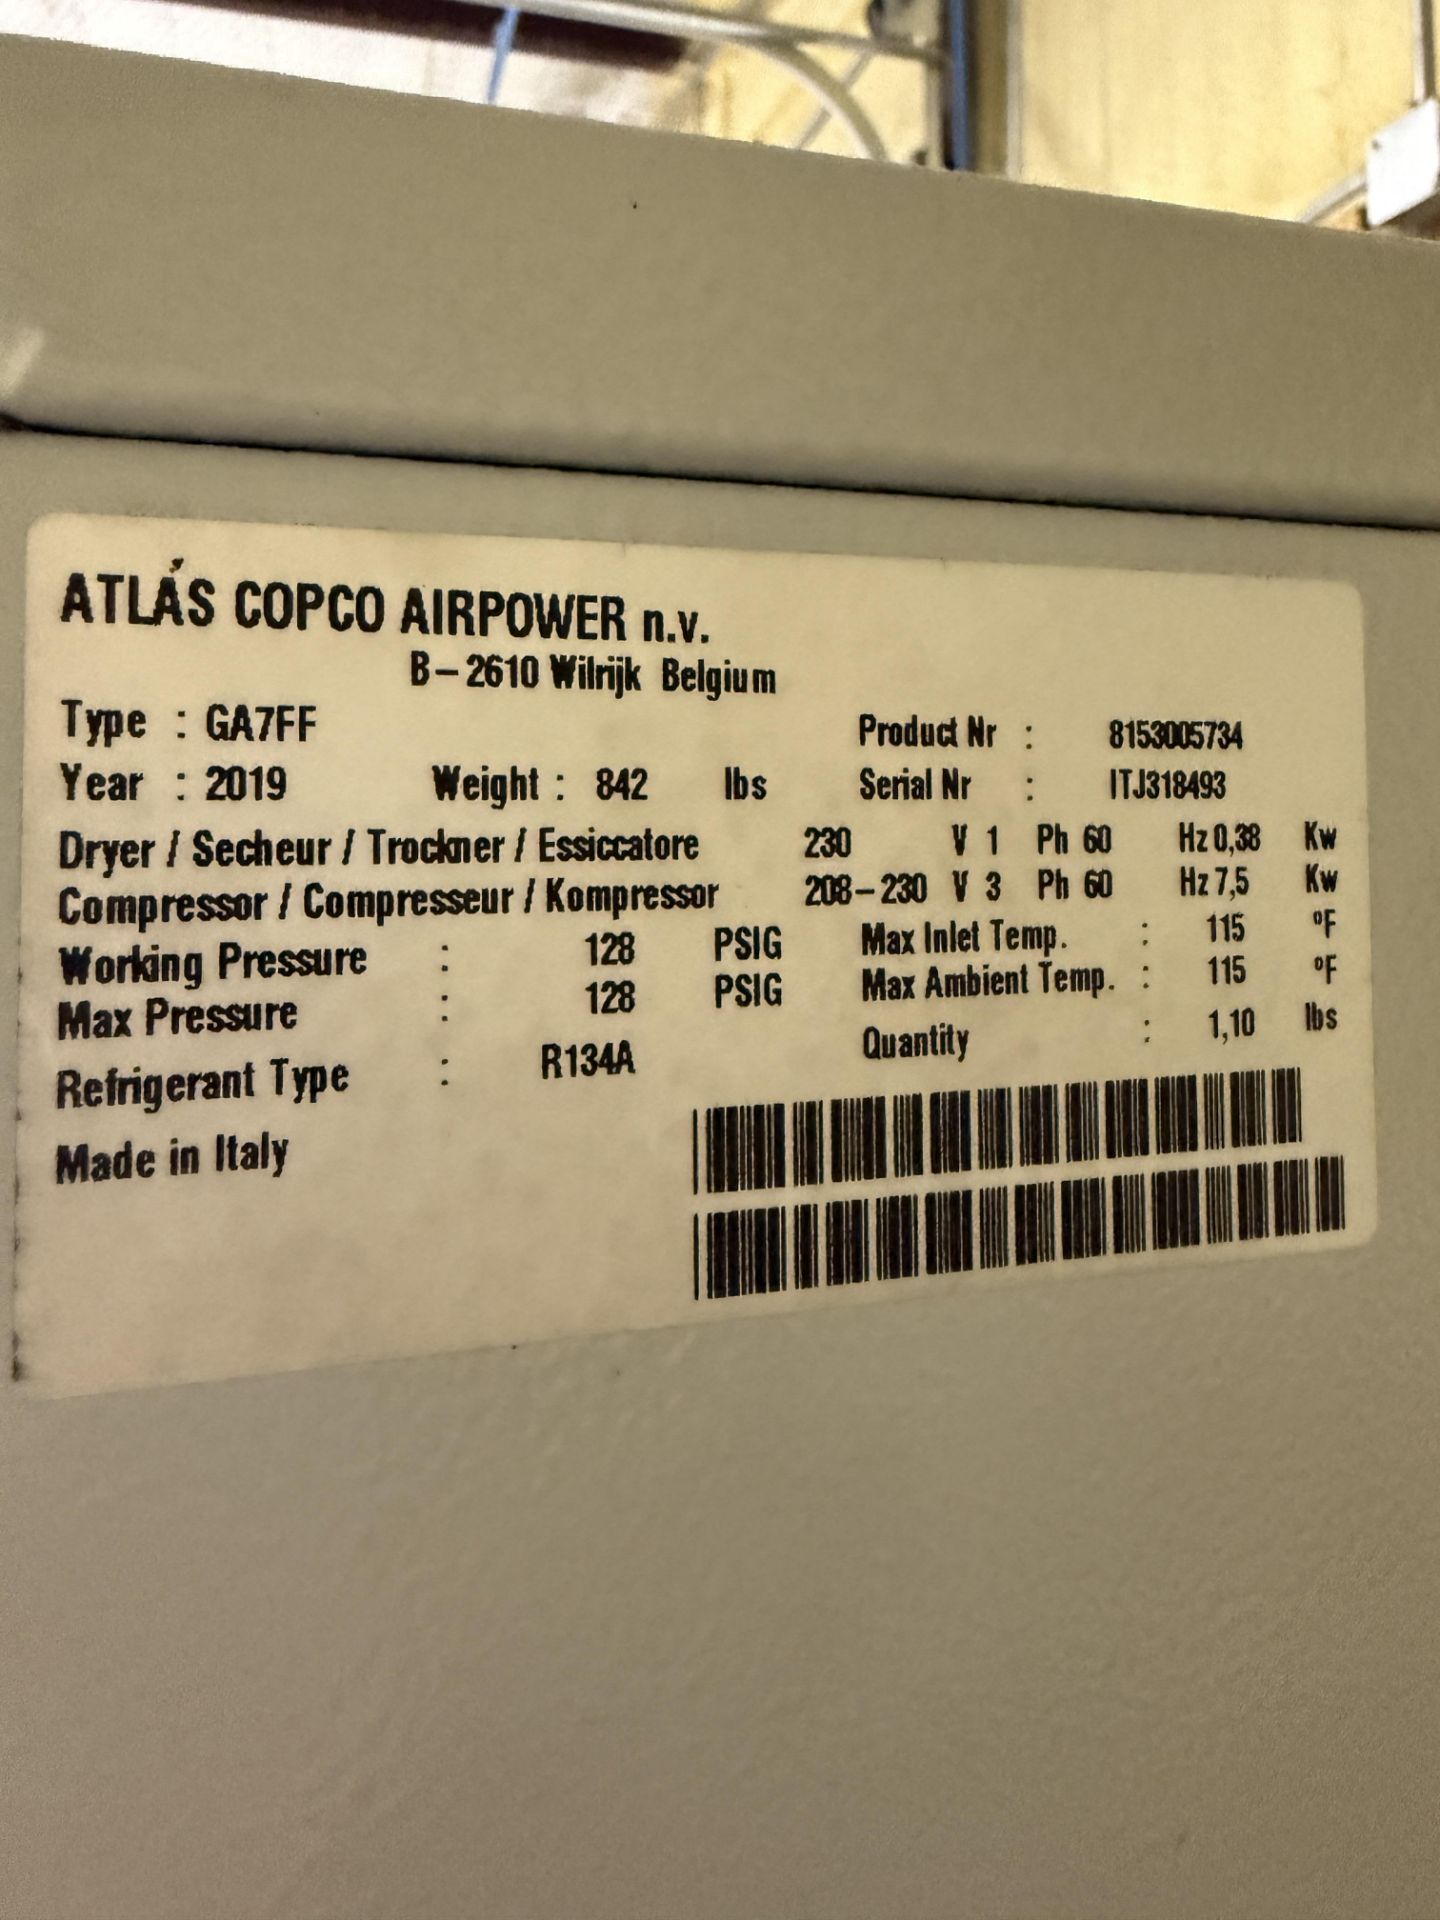 ATLAS COPCO AIRPOWER n.v.
B-2610 Wilrijk Belgium
Type : GA7FF
Product Nr : 8153005734
Year : 2019 Weight : 842 lbs
Serial Nr : ITJ318493
Dryer / Secheur / Trockner / Essiccatore 230 V 1 Ph 60 Hz 0,38 Kw
Compressor / Compresseur / Kompressor 208-230 V 3 Ph 60 Hz 7,5 Kw
Working Pressure : 128 PSIG Max Inlet Temp. : 115 °F
Max Pressure : 128 PSIG Max Ambient Temp. : 115 °F
Refrigerant Type : R134A Quantity : 1,10 lbs
Made in Italy